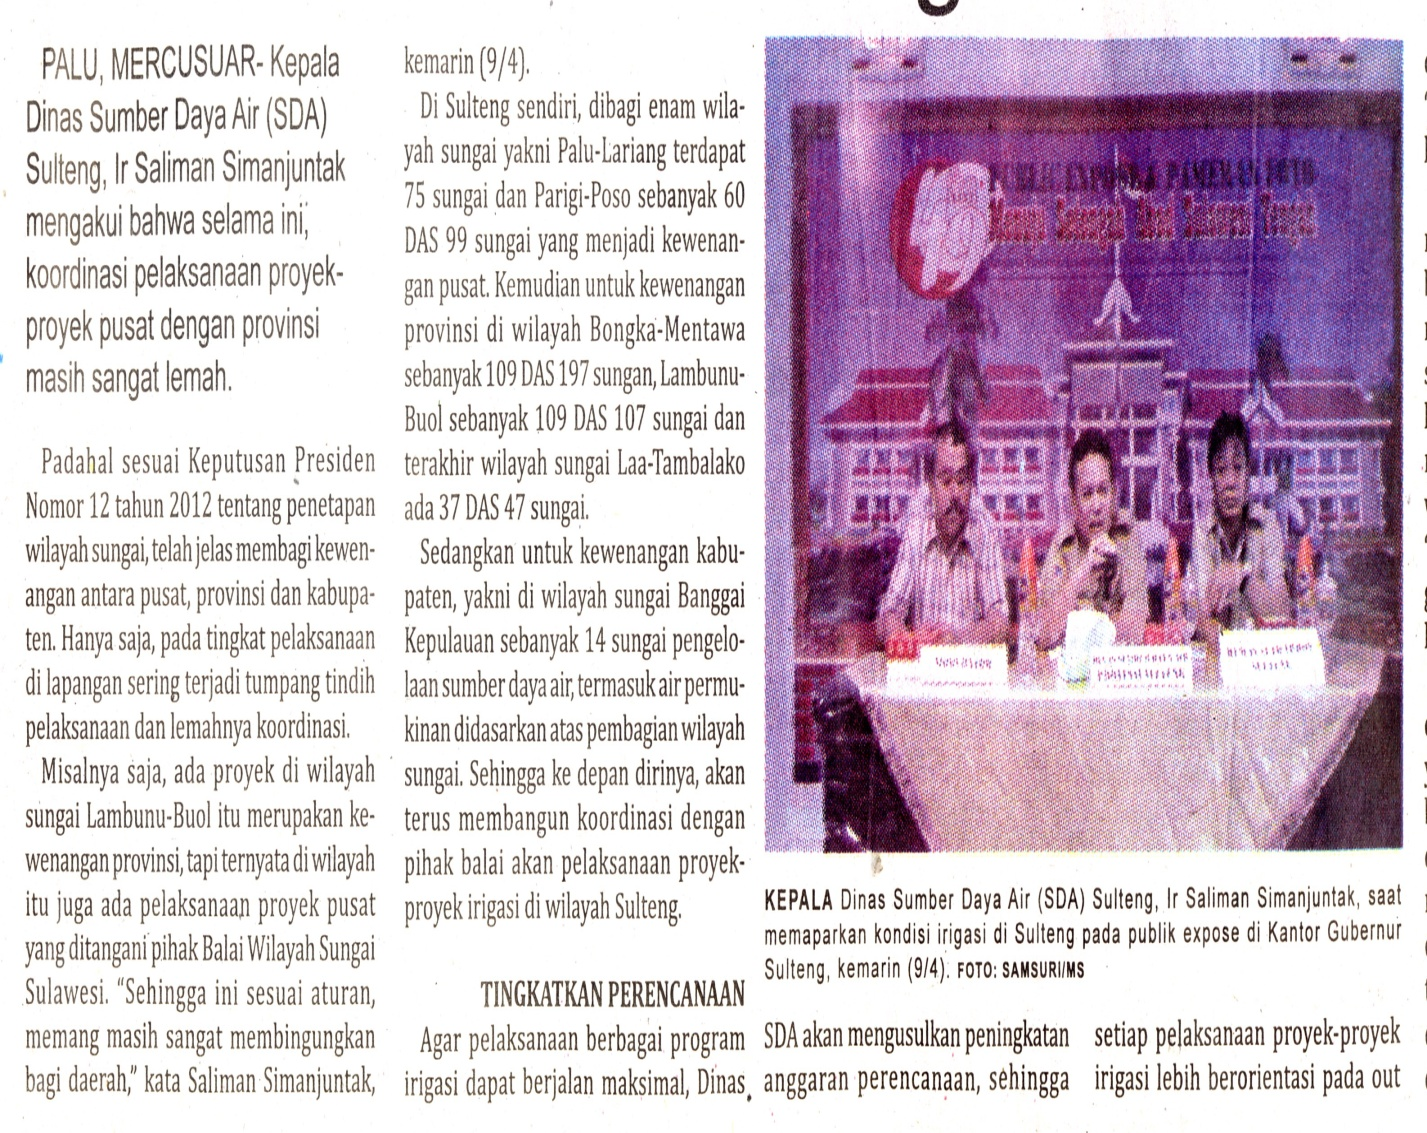 PALU, MERCUSUAR- Kepala
Dinas Sumber Daya Air (SDA)
Sulteng, Ir Saliman Simanjuntak
mengakui bahwa selama ini,
koordinasi pelaksanaan proyek-
proyek pusat dengan provinsi
masih sangat lemah.
Padahal sesuai Keputusan Presiden
Nomor 12 tahun 2012 tentang penetapan
wilayah sungai, telah jelas membagi kewen-
angan antara pusat, provinsi dan kabupa-
ten. Hanya saja, pada tingkat pelaksanaan
di lapangan sering terjadi tumpang tindih
pelaksanaan dan lemahnya koordinasi.
Misalnya saja, ada proyek di wilayah
sungai Lambunu-Buol itu merupakan ke-
wenangan provinsi, tapi ternyata di wilayah
itu juga ada pelaksanaan proyek pusat
yang ditangani pihak Balai Wilayah Sungai
Sulawesi. “Sehingga ini sesuai aturan,
memang masih sangat membingungkan
bagi daerah,” kata Saliman Simanjuntak,
kemarin (9/4).
Di Sulteng sendiri, dibagi enam wila-
yah sungai yakni Palu-Lariang terdapat
75 sungai dan Parigi-Poso sebanyak 60
DAS 99 sungai yang menjadi kewenan-
gan pusat. Kemudian untuk kewenangan
provinsi di wilayah Bongka-Mentawa
sebanyak 109 DAS 197 sungan, Lambunu-
Buol sebanyak 109 DAS 107 sungai dan
terakhir wilayah sungai Laa-Tambalako
ada 37 DAS 47 sungai.
Sedangkan untuk kewenangan kabu-
paten, yakni di wilayah sungai Banggai
Kepulauan sebanyak 14 sungai pengelo-
laan sumber daya air, termasuk air permu-
kinan didasarkan atas pembagian wilayah
sungai. Sehingga ke depan dirinya, akan
terus membangun koordinasi dengan
pihak balai akan pelaksanaan proyek-
proyek irigasi di wilayah Sulteng.
TINGKATKAN PERENCANAAN
Agar pelaksanaan berbagai program
irigasi dapat berjalan maksimal, Dinas
PUBLIC EXPOSE & PAMERAN FOTO
KEPALA Dinas Sumber Daya Air (SDA) Sulteng, Ir Saliman Simanjuntak, saat
memaparkan kondisi irigasi di Sulteng pada publik expose di Kantor Gubernur
Sulteng, kemarin (9/4). FOTO: SAMSURI/MS
SDA akan mengusulkan peningkatan
anggaran perencanaan, sehingga
setiap pelaksanaan proyek-proyek
irigasi lebih berorientasi pada out